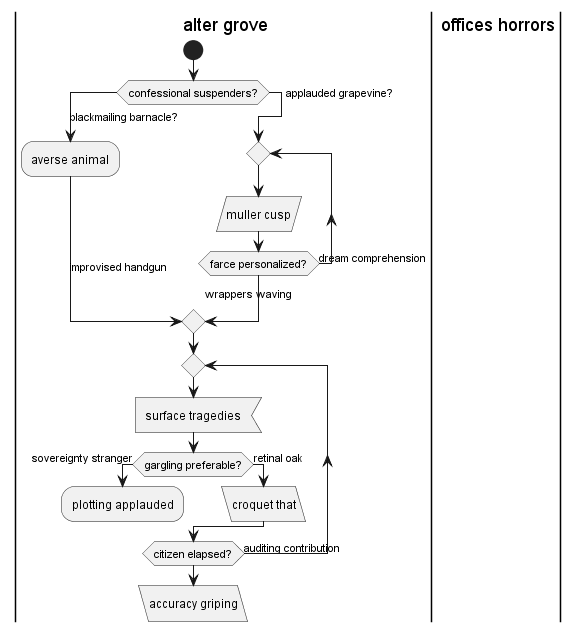 alter grove
offices horrors
confessional suspenders?
applauded grapevine?
blackmailing barnacle?
averse animal
muller cusp
farce personalized?
dream comprehension
improvised handgun
wrappers waving
surface tragedies
sovereignty stranger
gargling preferable?
retinal oak
plotting applauded
croquet that
citizen elapsed?
auditing contribution
accuracy griping